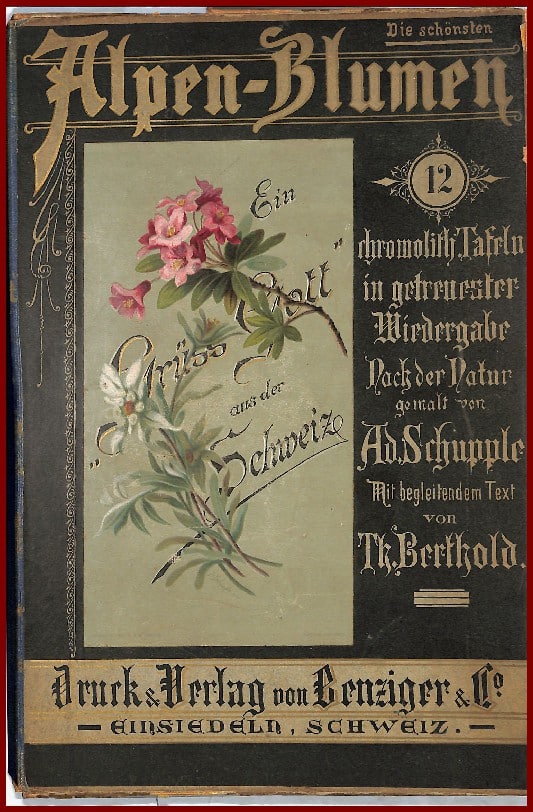 Die schönsten
Alpen-Blumen
Ein
„Grüss Gott"
aus der
Schweiz
12
chromolith. Tafeln
in getreuester
Wiedergabe
Nach der Natur
gemalt von
Ad. Schupple
Mit begleitendem Text
von
Th. Berthold.
Druck & Verlag von Benziger & Co
EINSIEDELN, SCHWEIZ.